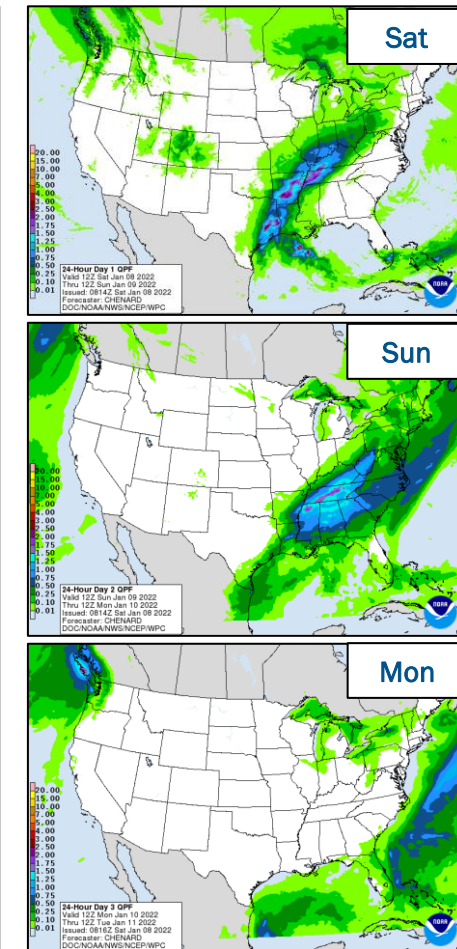 Sat
20.00
15.00
10.00
7.00
5.00
4.00
3.00
2.50
2.00
1.75
1.50
1.25
1.00
0.75
0.50
0.25
0.10
0.01
24-Hour Day 1 QPF
Valid 12Z Sat Jan 08 2022
Thru 12Z Sun Jan 09 2022
Issued: 0814Z Sat Jan 08 2022
Forecaster: CHENARD
DOC/NOAA/NWS/NCEP/WPC
NOAA
Sun
20.00
15.00
10.00
7.00
5.00
4.00
3.00
2.50
2.00
1.75
1.50
1.25
1.00
0.75
0.50
0.25
0.10
0.01
24-Hour Day 2 QPF
Valid 12Z Sun Jan 09 2022
Thru 12Z Mon Jan 10 2022
Issued: 0814Z Sat Jan 08 2022
Forecaster: CHENARD
DOC/NOAA/NWS/NCEP/WPC
NOAA
Mon
20.00
15.00
10.00
7.00
5.00
4.00
3.00
2.50
2.00
1.75
1.50
1.25
1.00
0.75
0.50
0.25
0.10
0.01
24-Hour Day 3 QPF
Valid 12Z Mon Jan 10 2022
Thru 12Z Tue Jan 11 2022
Issued: 0816Z Sat Jan 08 2022
Forecaster: CHENARD
DOC/NOAA/NWS/NCEP/WPC
NOAA